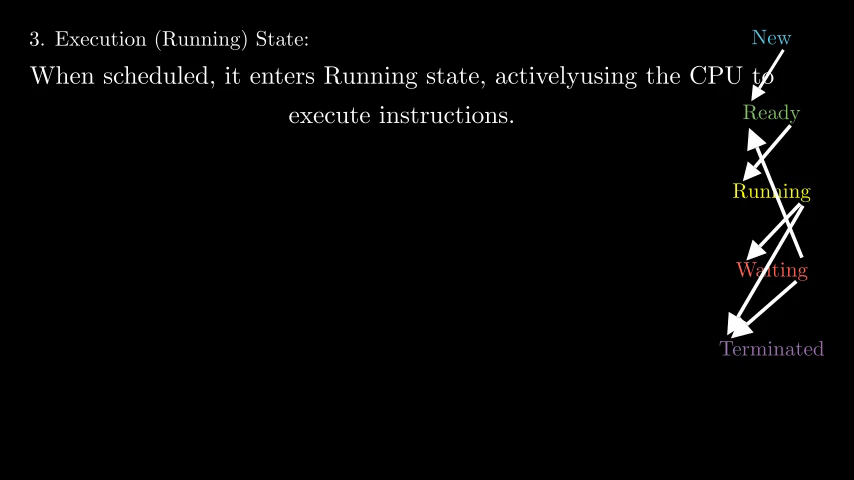 3. Execution (Running) State:
When scheduled, it enters Running state, activelyusing the CPU to
execute instructions.
New
Ready
Running
Waiting
Terminated